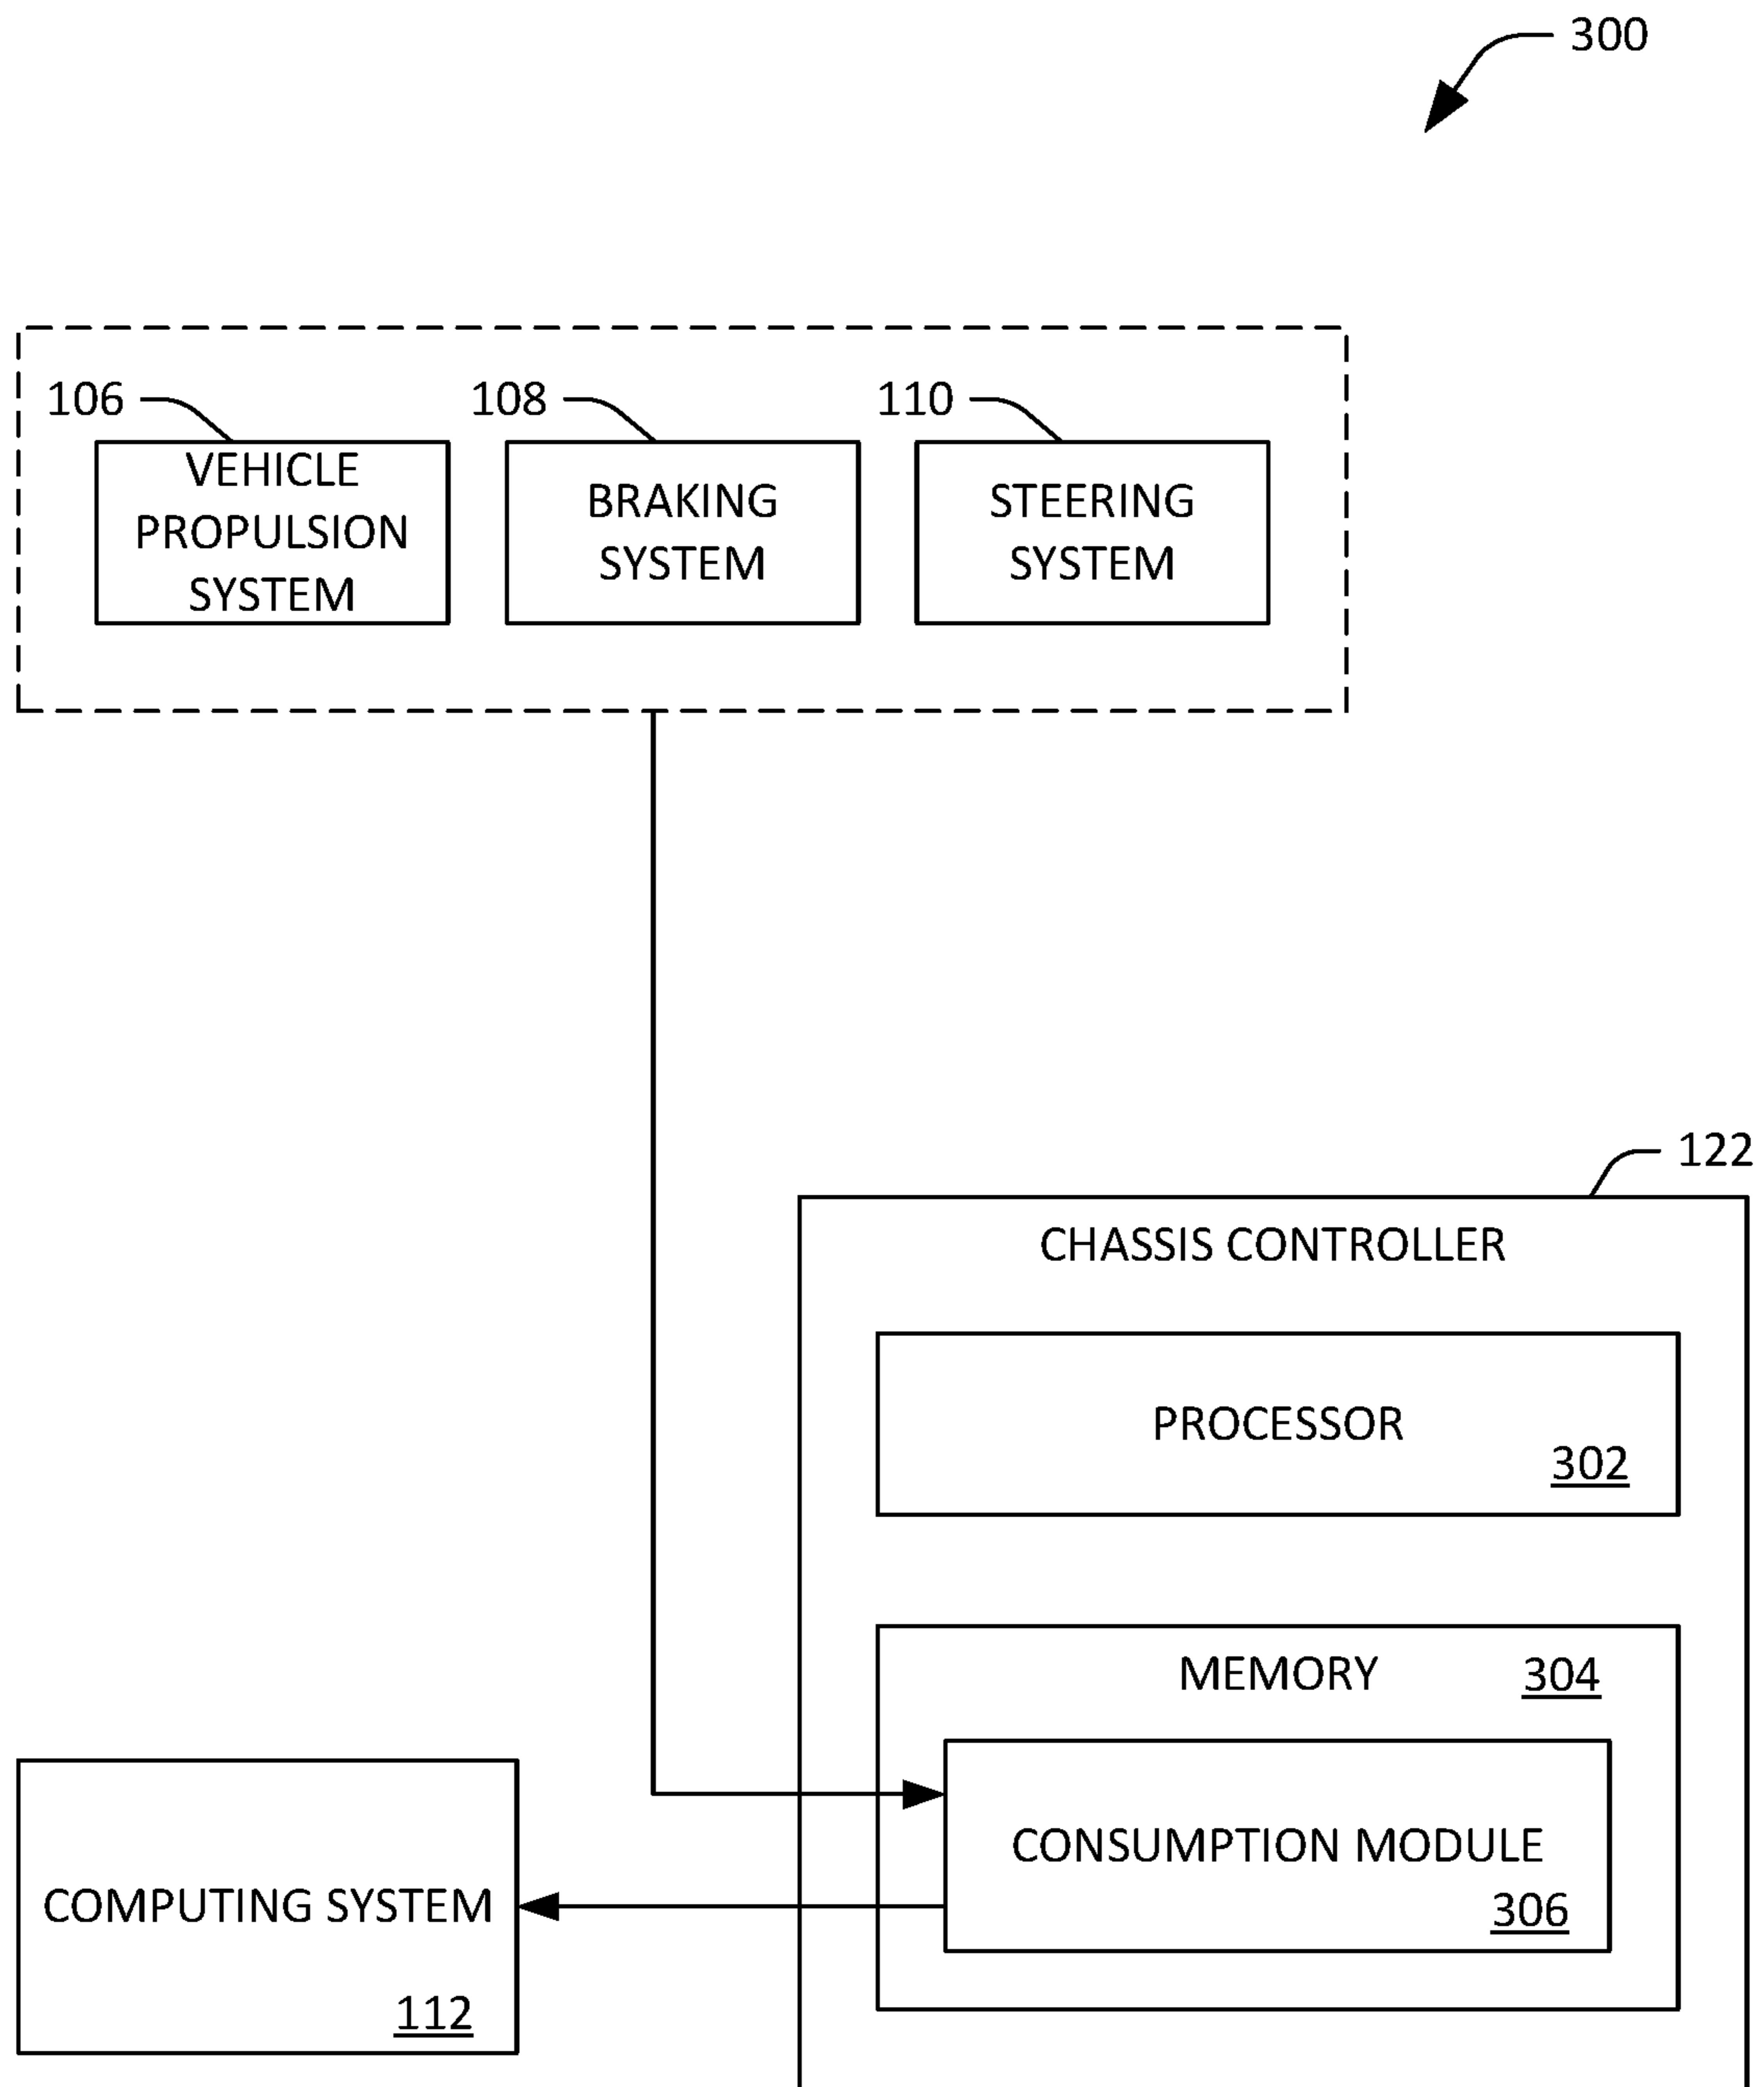 300
106
108
110
VEHICLE
PROPULSION
SYSTEM
BRAKING
SYSTEM
STEERING
SYSTEM
122
CHASSIS CONTROLLER
PROCESSOR
302
MEMORY
304
CONSUMPTION MODULE
306
COMPUTING SYSTEM
112